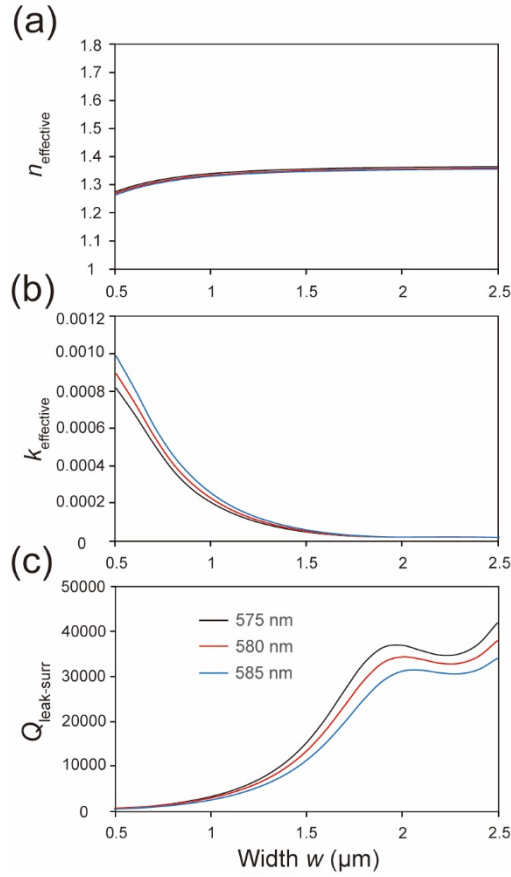 (a)
n effective
1.8
1.7
1.6
1.5
1.4
1.3
1.2
1.1
1
0.5 1 1.5 2 2.5
(b)
k effective
0.0012
0.0010
0.0008
0.0006
0.0004
0.0002
0
0.5 1 1.5 2 2.5
(c)
Q leak-surr
50000
40000
30000
20000
10000
0
575 nm
580 nm
585 nm
0.5 1 1.5 2 2.5
Width w (μm)